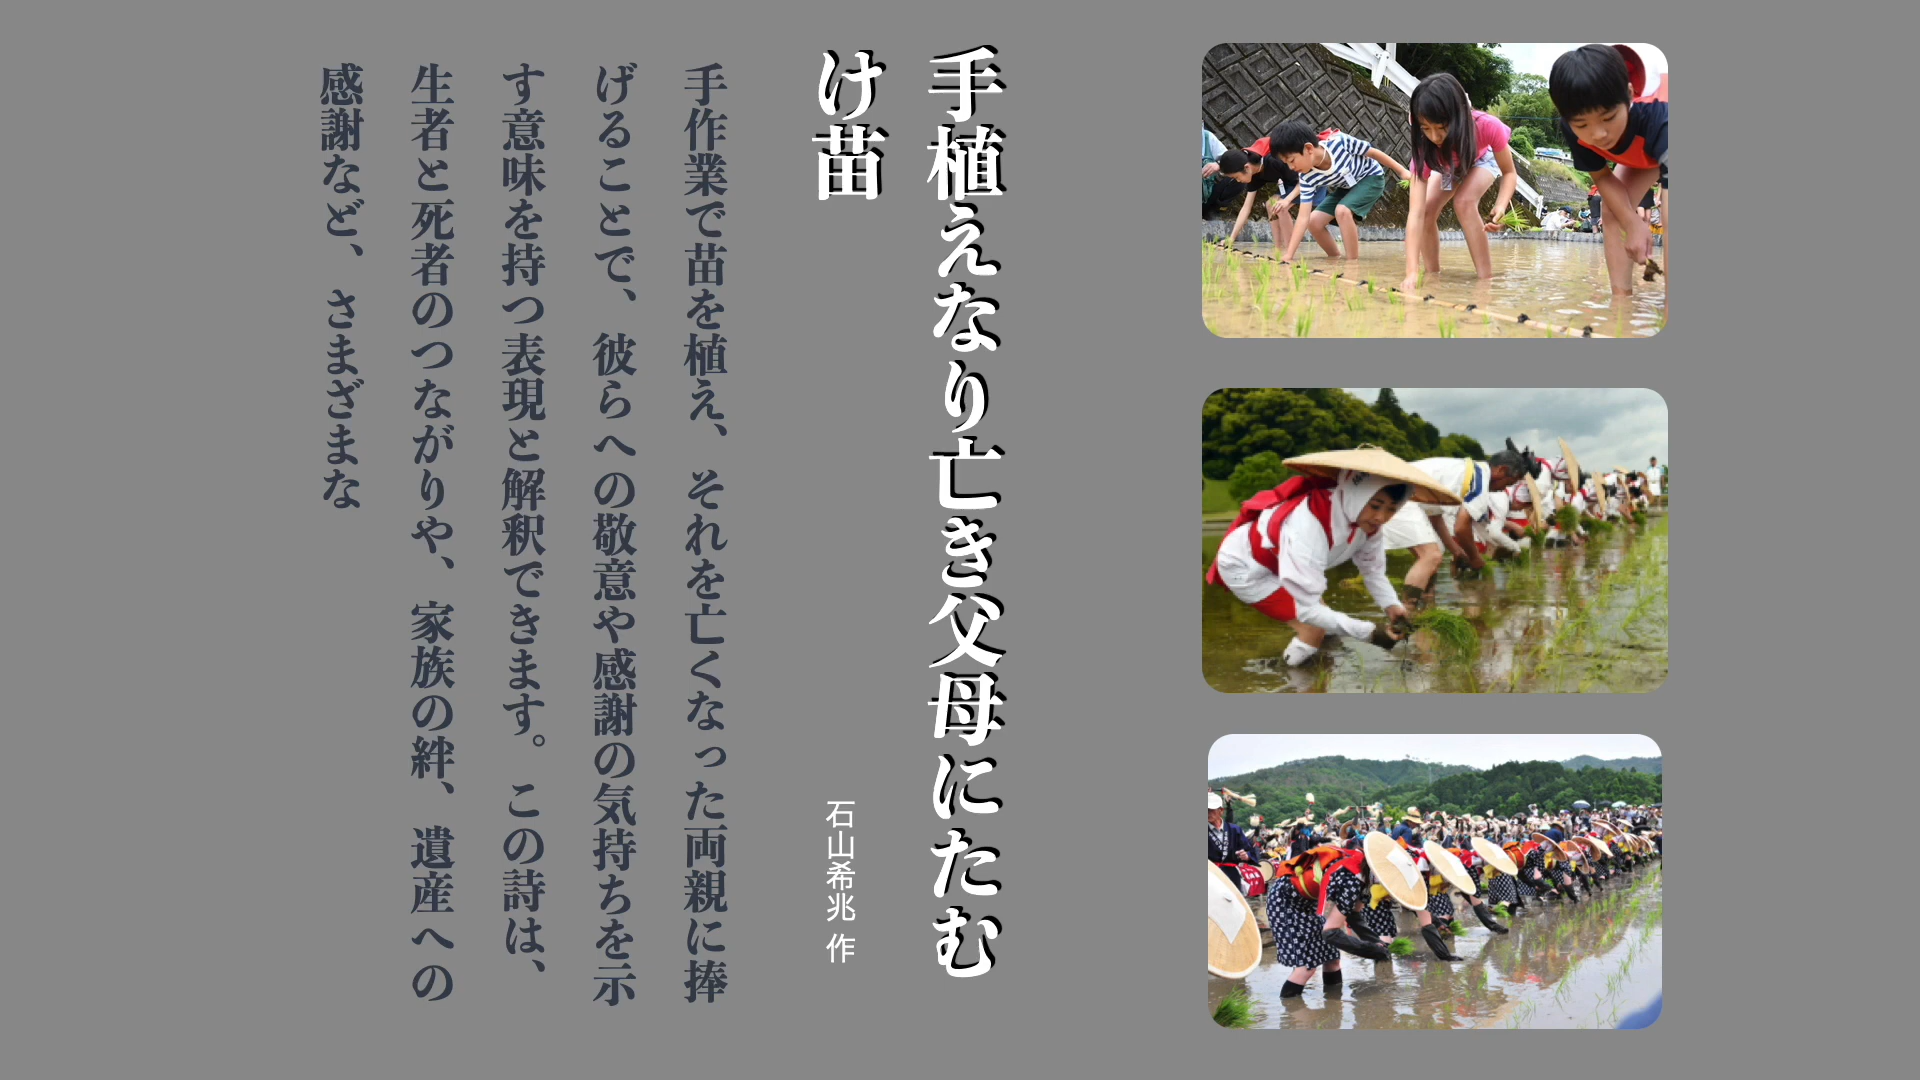 手植えなり亡き父母にたむ
け苗
石山希兆 作
手作業で苗を植え、それを亡くなった両親に捧
げることで、彼らへの敬意や感謝の気持ちを示
す意味を持つ表現と解釈できます。この詩は、
生者と死者のつながりや、家族の絆、遺産への
感謝など、さまざまな